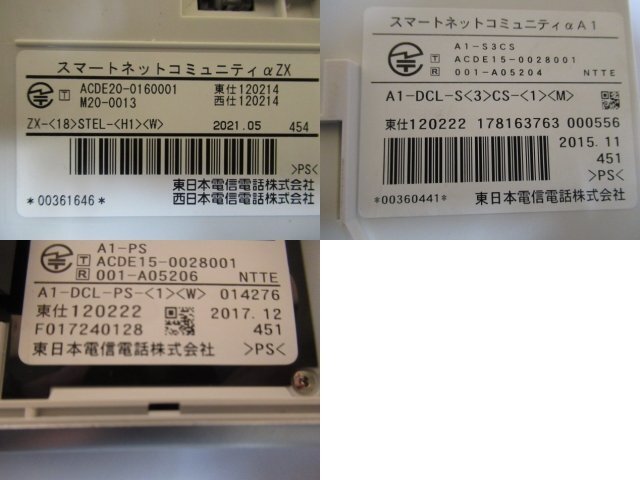 スマートネットコミュニティαZX
T ACDE20-0160001 東仕120214
M20-0013 西仕120214
ZX-<18>STEL-<H1><W> 2021.05 454
>PS<
東日本電信電話株式会社
*00361646* 西日本電信電話株式会社
スマートネットコミュニティαA1
A1-S3CS
T ACDE15-0028001
R 001-A05204 NTTE
A1-DCL-S<3>CS-<1><M>
東仕120222 178163763 000556
2015.11
451
>PS<
*00360441* 東日本電信電話株式会社
A1-PS
T ACDE15-0028001
R 001-A05206 NTTE
A1-DCL-PS-<1><W> 014276
東仕120222 2017.12
F017240128 451
東日本電信電話株式会社 >PS<